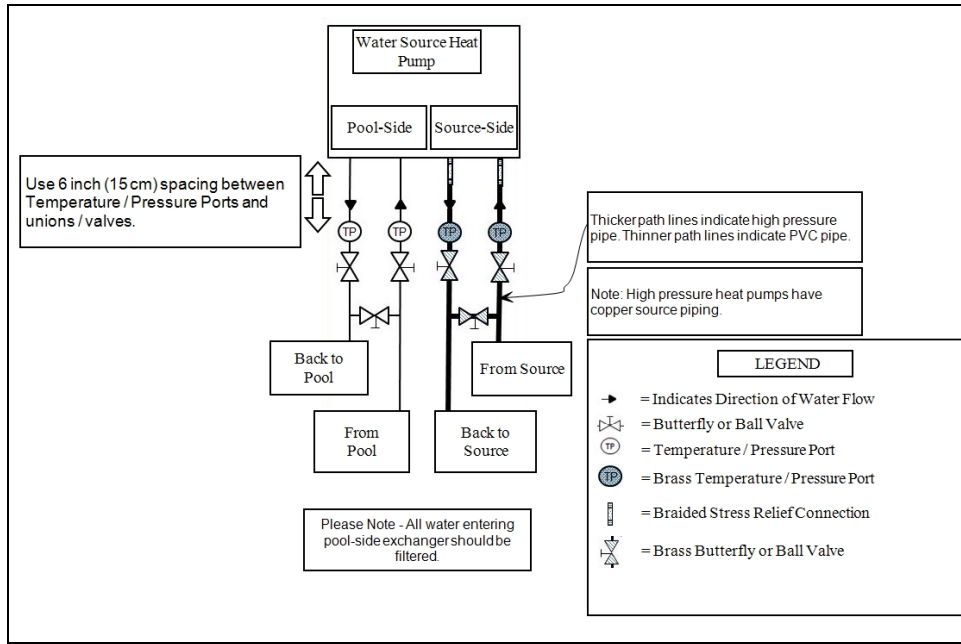 Water Source Heat
Pump
Pool-Side
Source-Side
Use 6 inch (15 cm) spacing between
Temperature / Pressure Ports and
unions / valves.
TP
TP
TP
TP
Thicker path lines indicate high pressure
pipe. Thinner path lines indicate PVC pipe.
Note: High pressure heat pumps have
copper source piping.
Back to
Pool
From Source
From
Pool
Back to
Source
LEGEND
= Indicates Direction of Water Flow
= Butterfly or Ball Valve
TP = Temperature / Pressure Port
TP = Brass Temperature / Pressure Port
= Braided Stress Relief Connection
= Brass Butterfly or Ball Valve
Please Note - All water entering
pool-side exchanger should be
filtered.